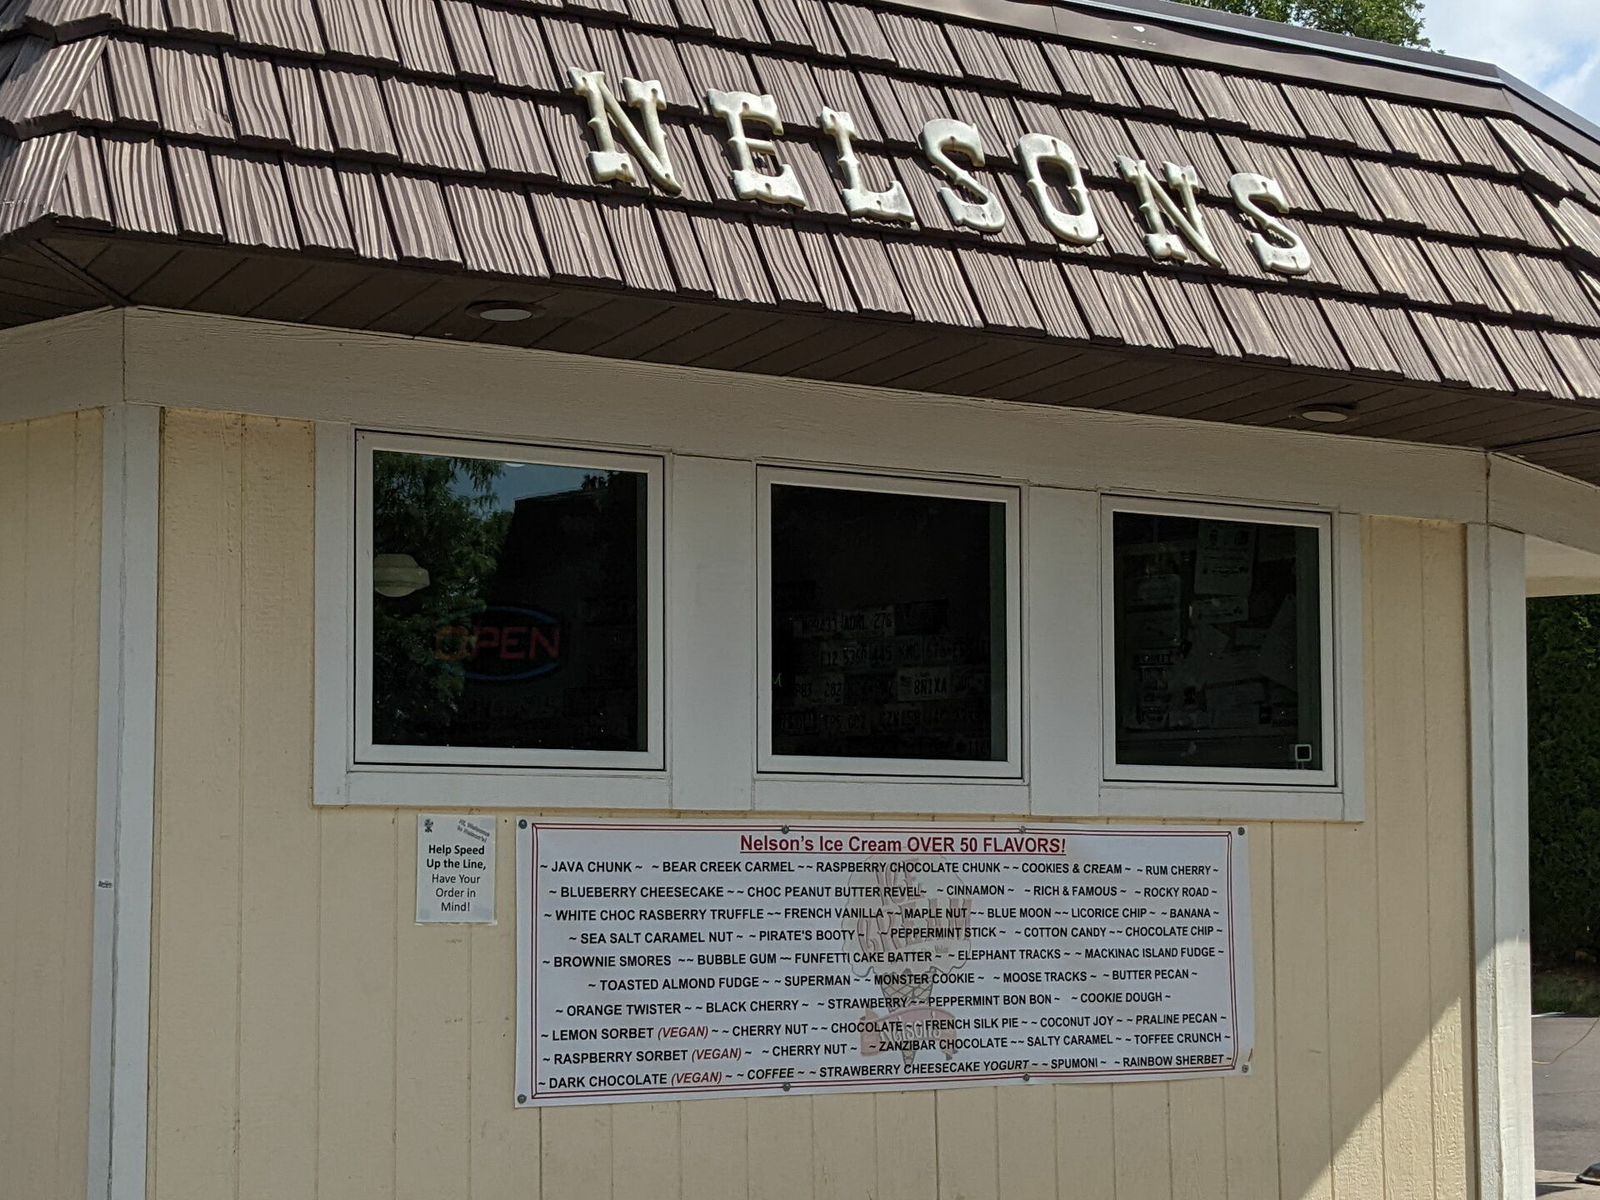 NELSONS
OPEN
8NIXA
Help Speed
Up the Line,
Have Your
Order in
Mind!
Nelson's Ice Cream OVER 50 FLAVORS!
~ JAVA CHUNK ~ ~ BEAR CREEK CARMEL ~ ~ RASPBERRY CHOCOLATE CHUNK ~ ~ COOKIES & CREAM ~ ~ RUM CHERRY ~
~ BLUEBERRY CHEESECAKE ~ ~ CHOC PEANUT BUTTER REVEL~ ~ CINNAMON ~ ~ RICH & FAMOUS ~ ~ ROCKY ROAD ~
~ WHITE CHOC RASBERRY TRUFFLE ~ ~ FRENCH VANILLA ~ ~ MAPLE NUT ~ ~ BLUE MOON ~ ~ LICORICE CHIP ~ ~ BANANA ~
~ SEA SALT CARAMEL NUT ~ ~ PIRATE'S BOOTY ~ ~ PEPPERMINT STICK ~ ~ COTTON CANDY ~ ~ CHOCOLATE CHIP ~
~ BROWNIE SMORES ~ ~ BUBBLE GUM ~ ~ FUNFETTI CAKE BATTER ~ ~ ELEPHANT TRACKS ~ ~ MACKINAC ISLAND FUDGE ~
~ TOASTED ALMOND FUDGE ~ ~ SUPERMAN ~ ~ MONSTER COOKIE ~ ~ MOOSE TRACKS ~ ~ BUTTER PECAN ~
~ ORANGE TWISTER ~ ~ BLACK CHERRY ~ ~ STRAWBERRY ~ ~ PEPPERMINT BON BON ~ ~ COOKIE DOUGH ~
~ LEMON SORBET (VEGAN) ~ ~ CHERRY NUT ~ ~ CHOCOLATE ~ ~ FRENCH SILK PIE ~ ~ COCONUT JOY ~ ~ PRALINE PECAN ~
~ RASPBERRY SORBET (VEGAN) ~ ~ CHERRY NUT ~ ~ ZANZIBAR CHOCOLATE ~ ~ SALTY CARAMEL ~ ~ TOFFEE CRUNCH ~
~ DARK CHOCOLATE (VEGAN) ~ ~ COFFEE ~ ~ STRAWBERRY CHEESECAKE YOGURT ~ ~ SPUMONI ~ ~ RAINBOW SHERBET ~
ICE
CREAM
Nelson's